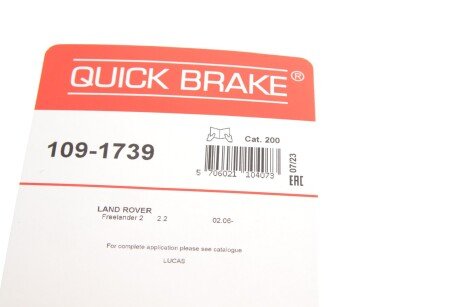 QUICK BRAKE®
109-1739
Cat. 200
5 706021 104073
07/23
EAC
LAND ROVER
Freelander 2 2.2 02.06-
For complete application please see catalogue
LUCAS